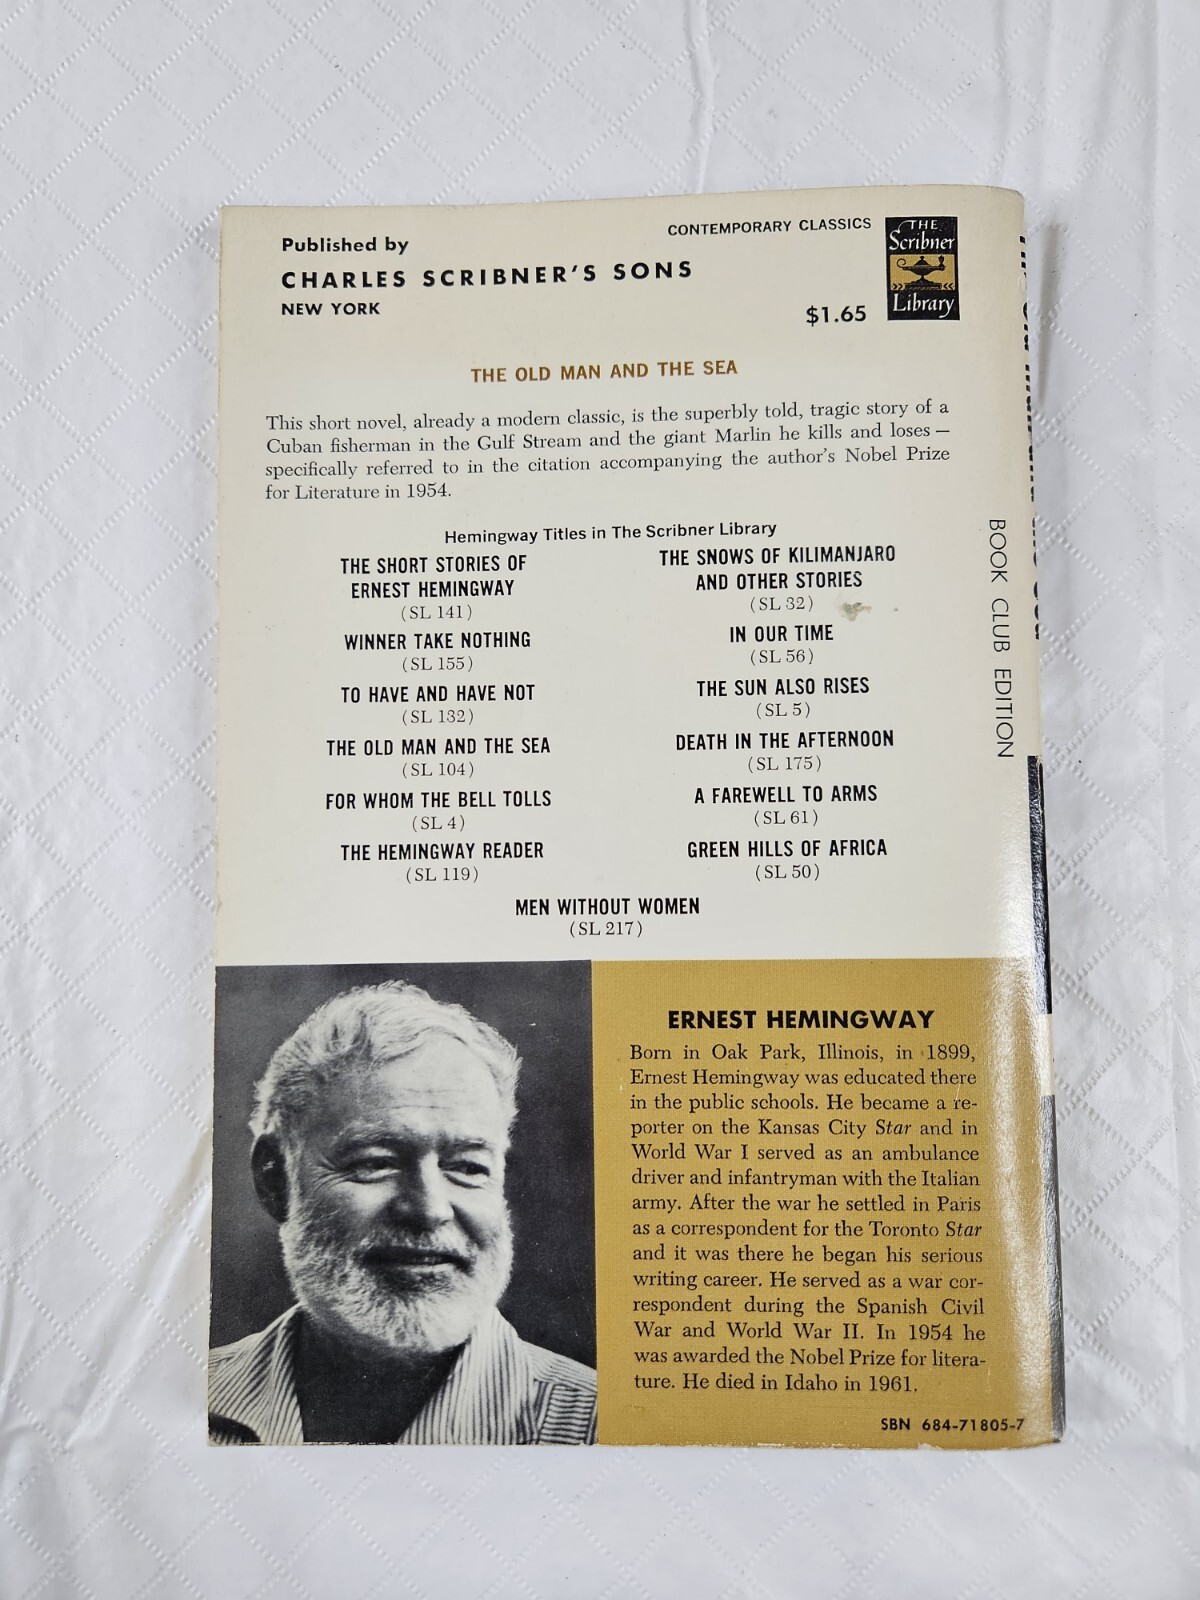 Published by
CHARLES SCRIBNER'S SONS
NEW YORK
CONTEMPORARY CLASSICS
$1.65
THE
Scribner
Library
THE OLD MAN AND THE SEA
This short novel, already a modern classic, is the superbly told, tragic story of a
Cuban fisherman in the Gulf Stream and the giant Marlin he kills and loses —
specifically referred to in the citation accompanying the author's Nobel Prize
for Literature in 1954.
Hemingway Titles in The Scribner Library
THE SHORT STORIES OF
ERNEST HEMINGWAY
(SL 141)
WINNER TAKE NOTHING
(SL 155)
TO HAVE AND HAVE NOT
(SL 132)
THE OLD MAN AND THE SEA
(SL 104)
FOR WHOM THE BELL TOLLS
(SL 4)
THE HEMINGWAY READER
(SL 119)
THE SNOWS OF KILIMANJARO
AND OTHER STORIES
(SL 32)
IN OUR TIME
(SL 56)
THE SUN ALSO RISES
(SL 5)
DEATH IN THE AFTERNOON
(SL 175)
A FAREWELL TO ARMS
(SL 61)
GREEN HILLS OF AFRICA
(SL 50)
MEN WITHOUT WOMEN
(SL 217)
BOOK CLUB EDITION
ERNEST HEMINGWAY
Born in Oak Park, Illinois, in 1899,
Ernest Hemingway was educated there
in the public schools. He became a re-
porter on the Kansas City Star and in
World War I served as an ambulance
driver and infantryman with the Italian
army. After the war he settled in Paris
as a correspondent for the Toronto Star
and it was there he began his serious
writing career. He served as a war cor-
respondent during the Spanish Civil
War and World War II. In 1954 he
was awarded the Nobel Prize for litera-
ture. He died in Idaho in 1961.
SBN 684-71805-7